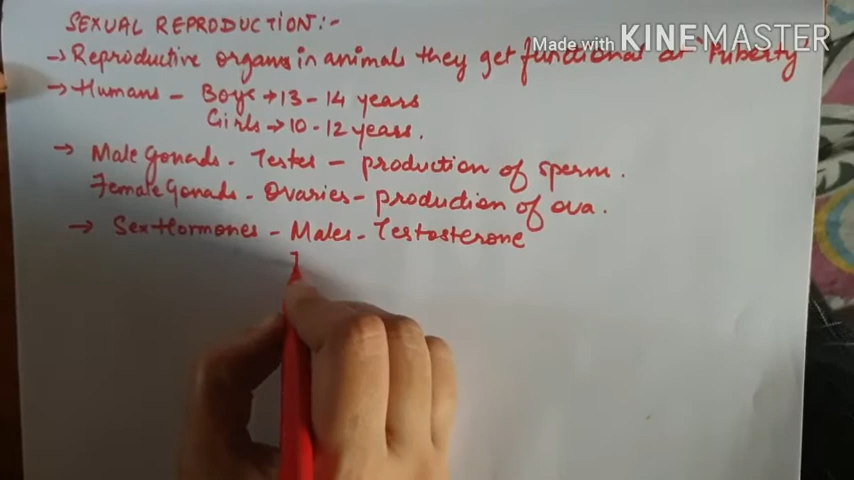 SEXUAL REPRODUCTION:-
Made with KINEMASTER
→ Reproductive organs in animals they get functional at Puberty
→ Humans - Boys → 13-14 years
Girls → 10-12 years.
→ Male Gonads - Testes - production of sperm.
Female Gonads - Ovaries - production of ova.
→ Sex Hormones - Males - Testosterone